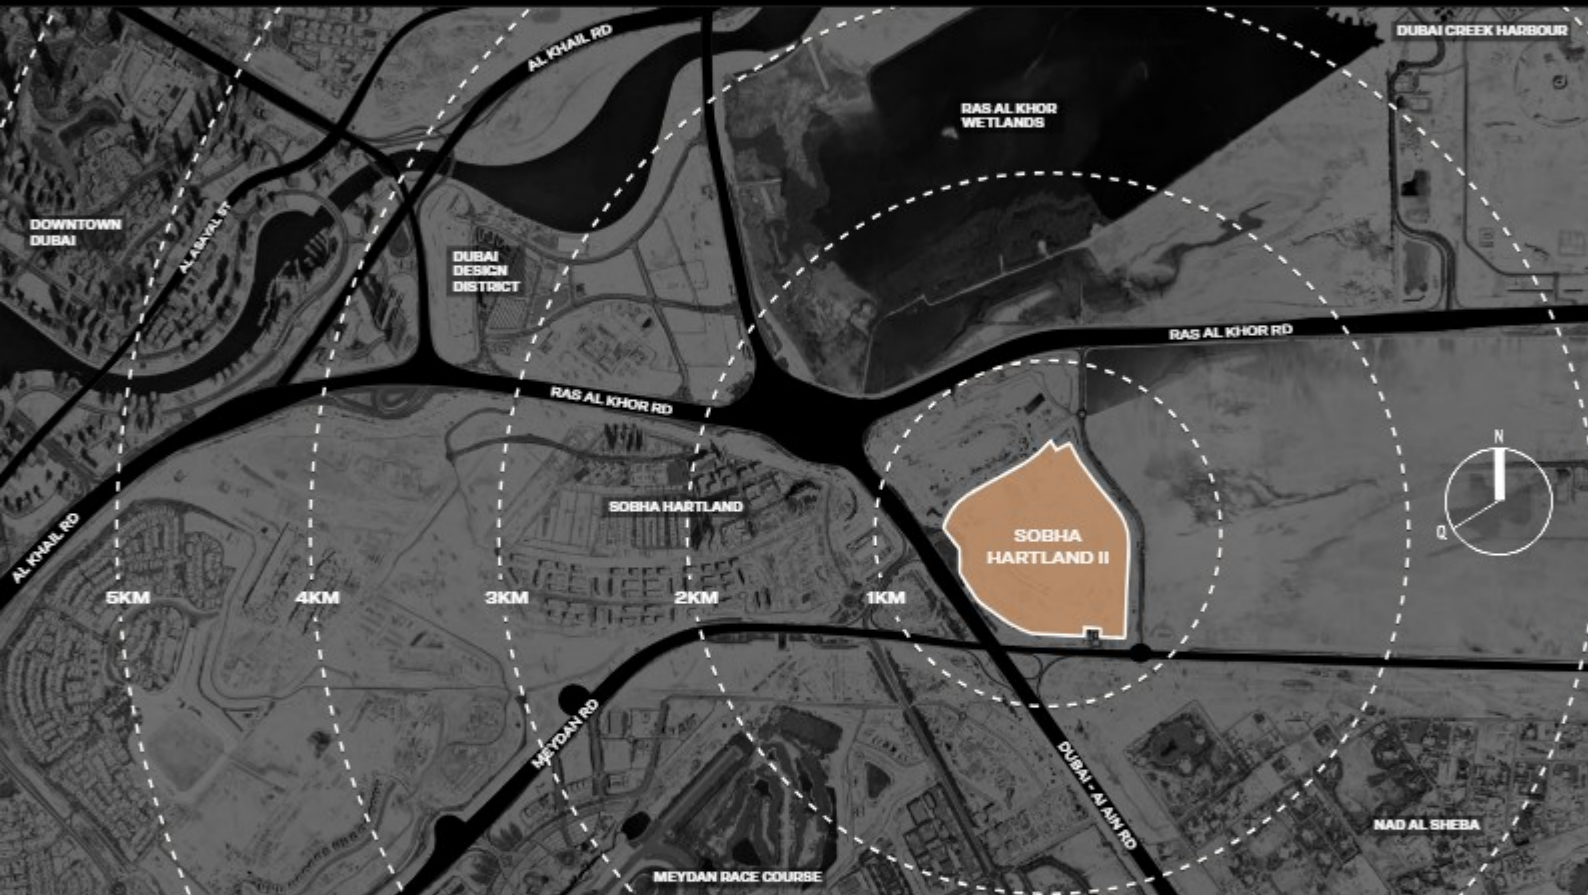 DUBAI CREEK HARBOUR
AL KHAIL RD
RAS AL KHOR
WETLANDS
DOWNTOWN
DUBAI
AL ASAYAL ST
DUBAI
DESIGN
DISTRICT
RAS AL KHOR RD
RAS AL KHOR RD
N
SOBHA HARTLAND
SOBHA
HARTLAND II
Q
AL KHAIL RD
5KM
4KM
3KM
2KM
1KM
MEYDAN RD
DUBAI - Al AIN RD
NAD AL SHEBA
MEYDAN RACE COURSE